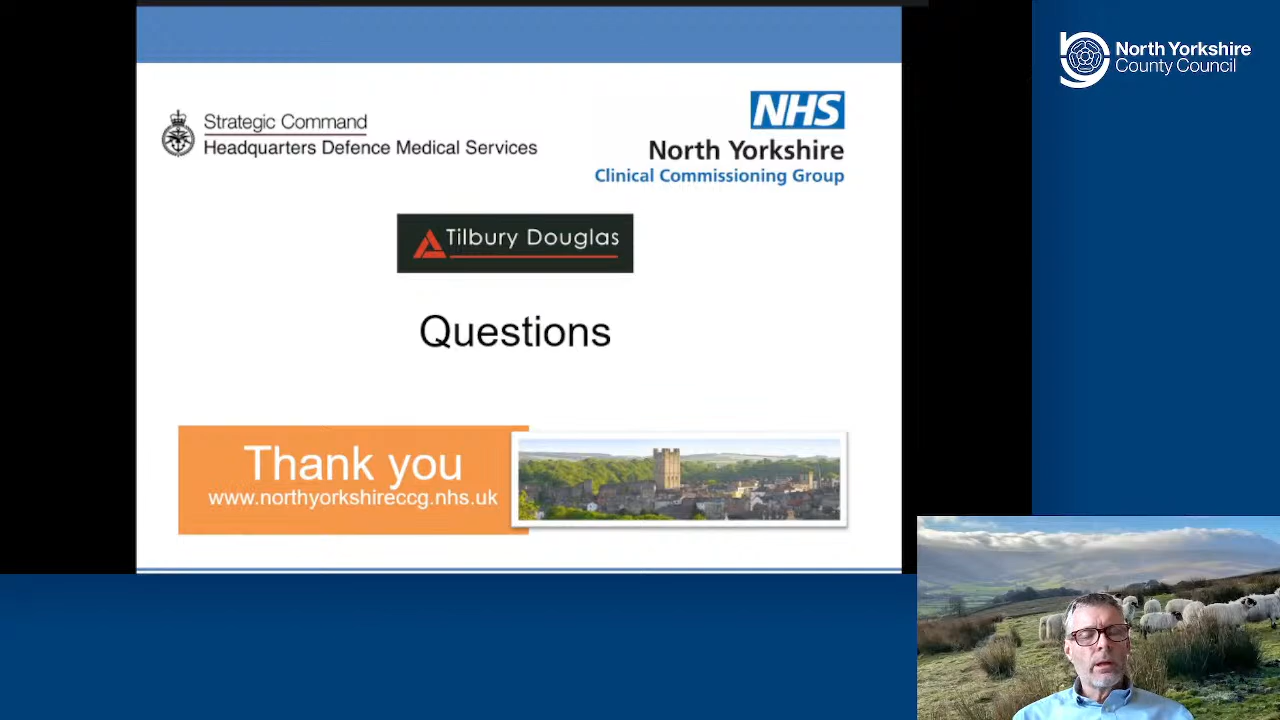 North Yorkshire
County Council
Strategic Command
Headquarters Defence Medical Services
NHS
North Yorkshire
Clinical Commissioning Group
Tilbury Douglas
Questions
Thank you
www.northyorkshireccg.nhs.uk